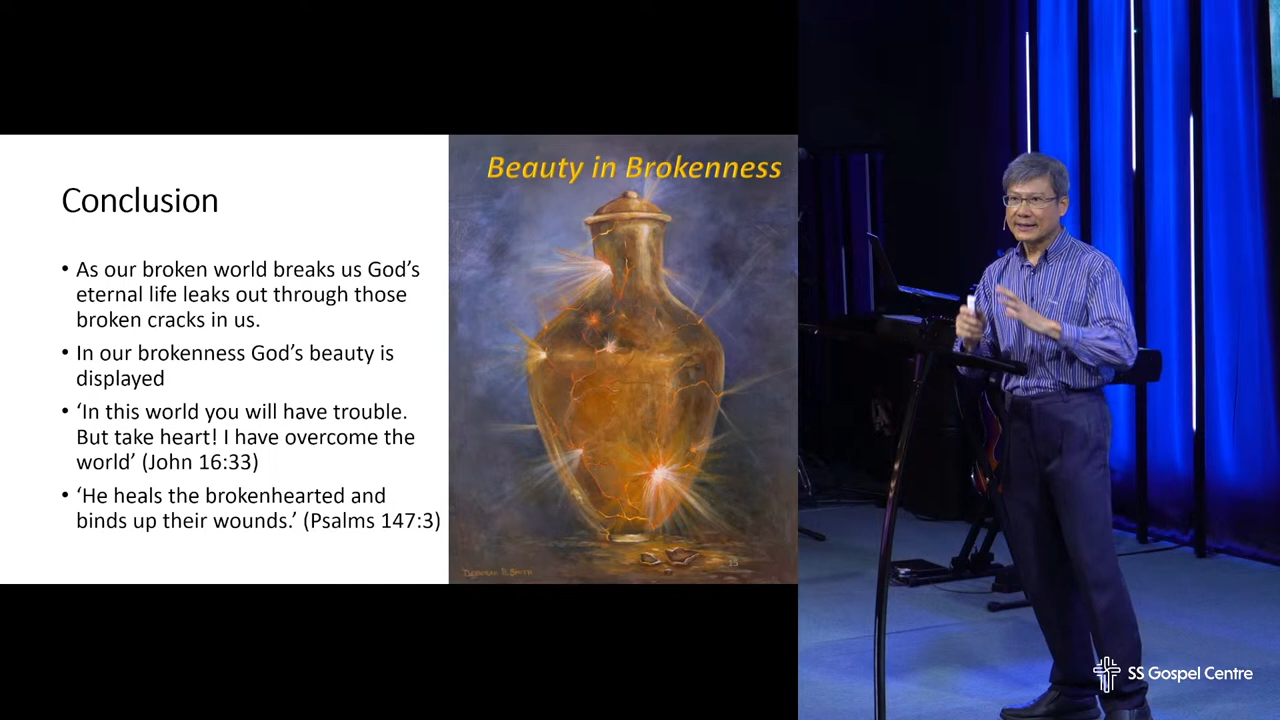 Conclusion
• As our broken world breaks us God’s
eternal life leaks out through those
broken cracks in us.
• In our brokenness God’s beauty is
displayed
• ‘In this world you will have trouble.
But take heart! I have overcome the
world’ (John 16:33)
• ‘He heals the brokenhearted and
binds up their wounds.’ (Psalms 147:3)
Beauty in Brokenness
Deborah R Smith
15
SS Gospel Centre